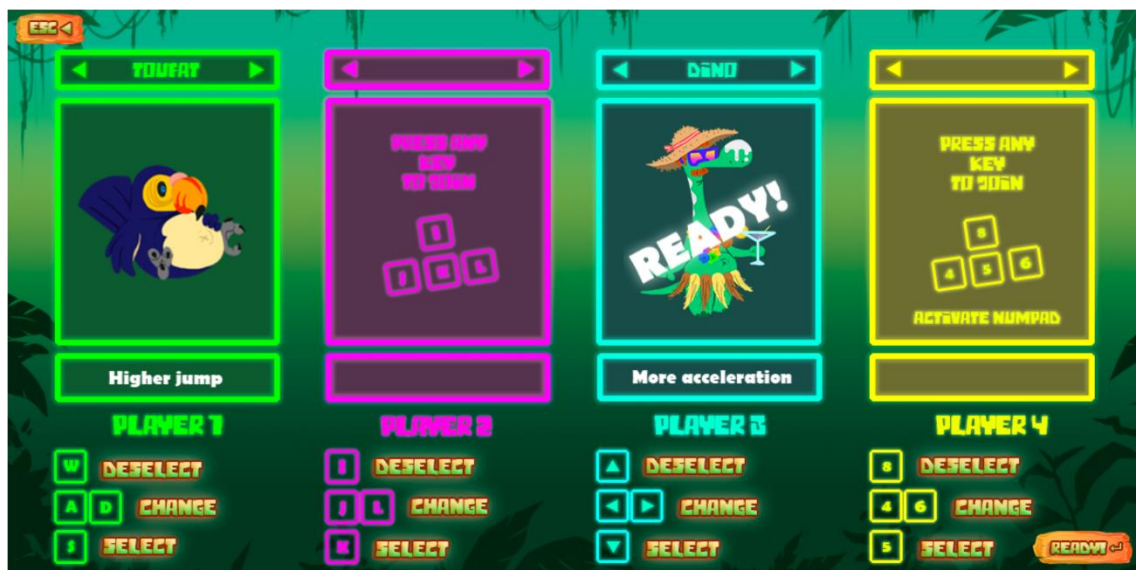 ESC
TOUFAT
DINO
PRESS ANY
KEY
TO JOIN
I
J K L
READY!
PRESS ANY
KEY
TO JOIN
8
4 5 6
ACTIVATE NUMPAD
Higher jump
More acceleration
PLAYER 1
PLAYER 2
PLAYER 3
PLAYER 4
W DESELECT
I DESELECT
DESELECT
8 DESELECT
A D CHANGE
J L CHANGE
CHANGE
4 6 CHANGE
S SELECT
K SELECT
SELECT
5 SELECT
READY!